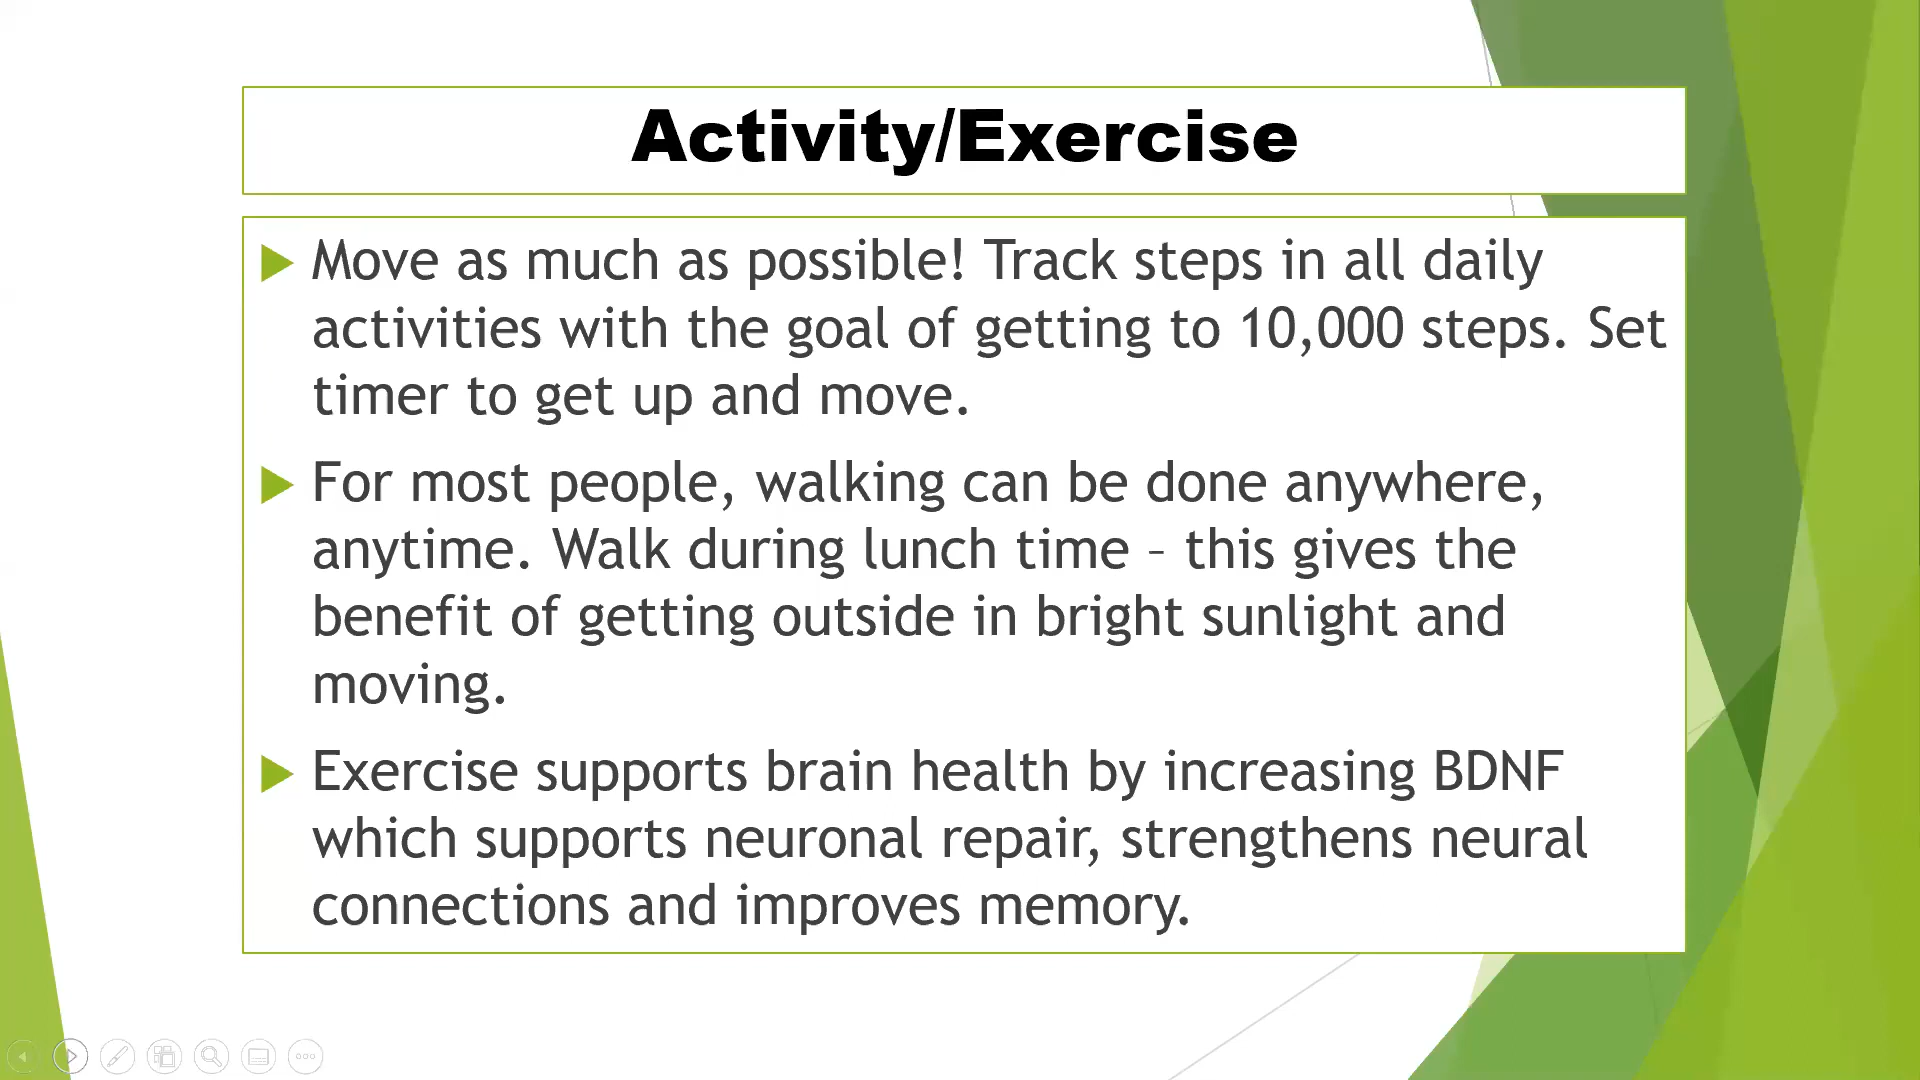 Activity/Exercise
Move as much as possible! Track steps in all daily
activities with the goal of getting to 10,000 steps. Set
timer to get up and move.
For most people, walking can be done anywhere,
anytime. Walk during lunch time – this gives the
benefit of getting outside in bright sunlight and
moving.
Exercise supports brain health by increasing BDNF
which supports neuronal repair, strengthens neural
connections and improves memory.